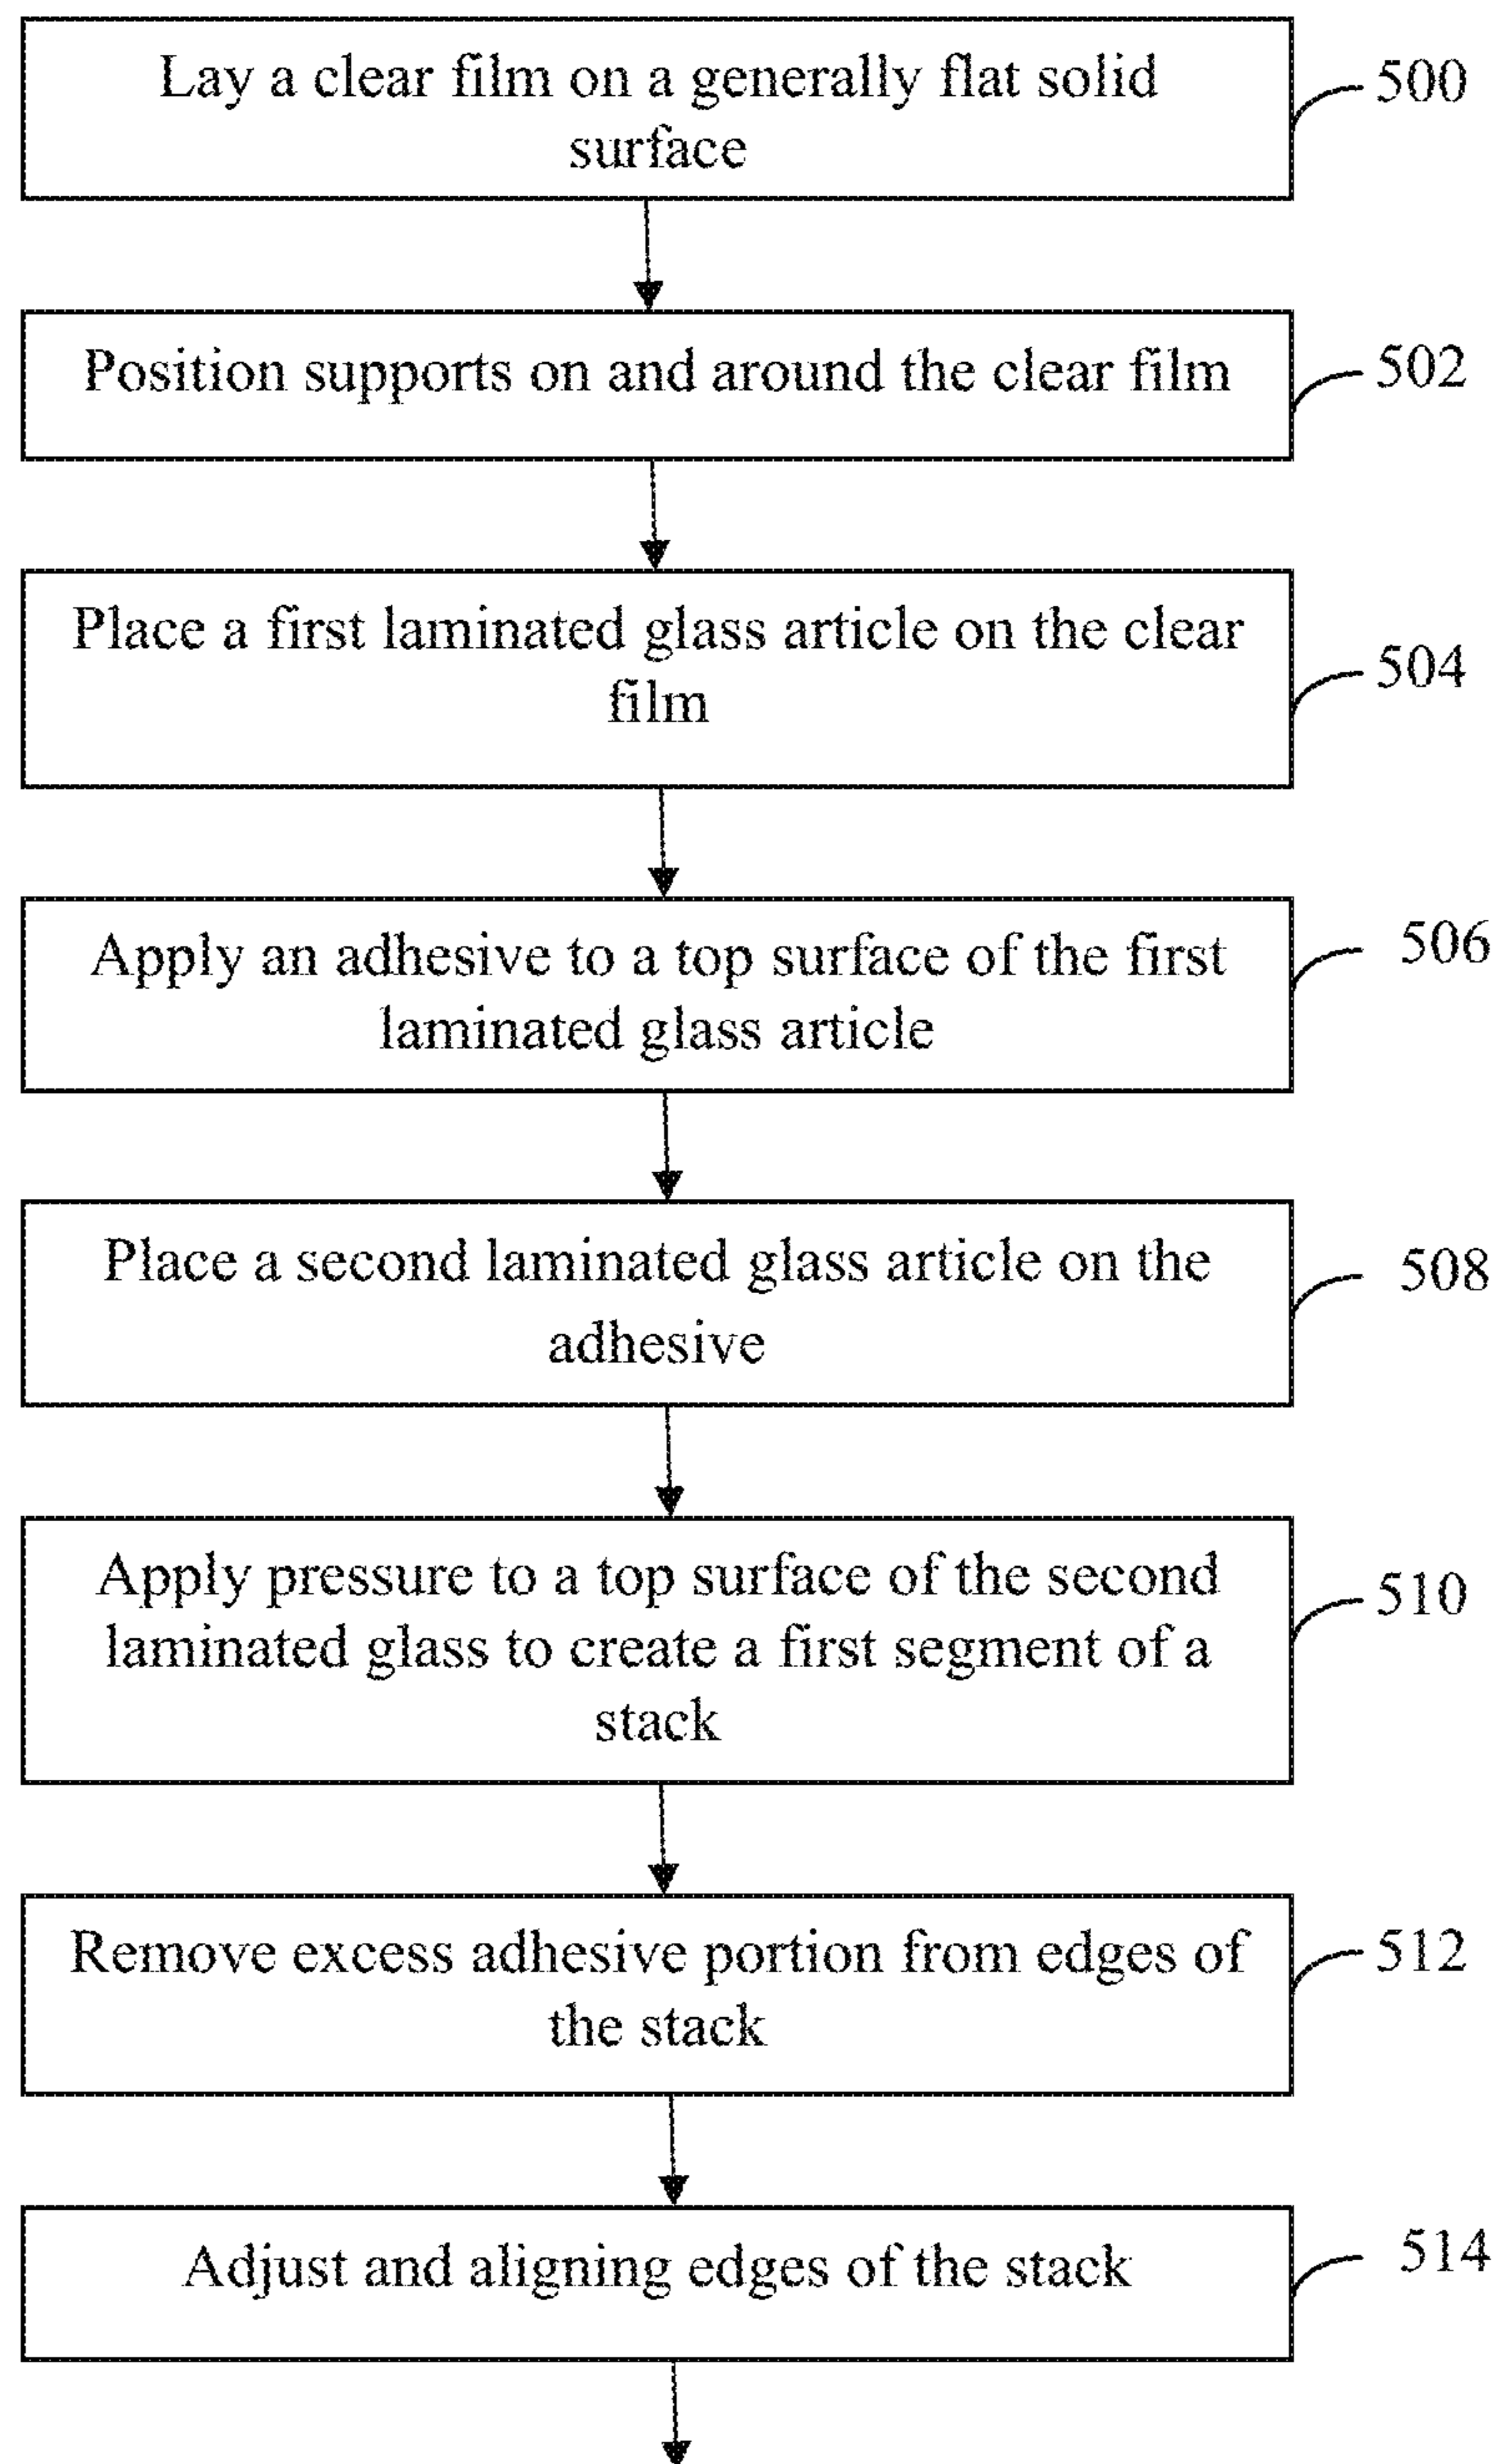 Lay a clear film on a generally flat solid
surface
500
Position supports on and around the clear film
502
Place a first laminated glass article on the clear
film
504
Apply an adhesive to a top surface of the first
laminated glass article
506
Place a second laminated glass article on the
adhesive
508
Apply pressure to a top surface of the second
laminated glass to create a first segment of a
stack
510
Remove excess adhesive portion from edges of
the stack
512
Adjust and aligning edges of the stack
514